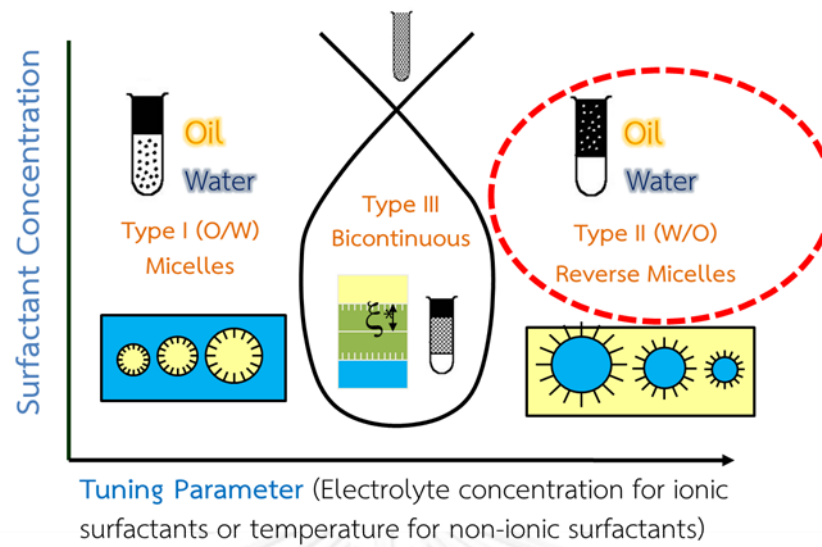 Surfactant Concentration
Oil
Water
Type I (O/W)
Micelles
Type III
Bicontinuous
ξ*
Oil
Water
Type II (W/O)
Reverse Micelles
Tuning Parameter (Electrolyte concentration for ionic
surfactants or temperature for non-ionic surfactants)